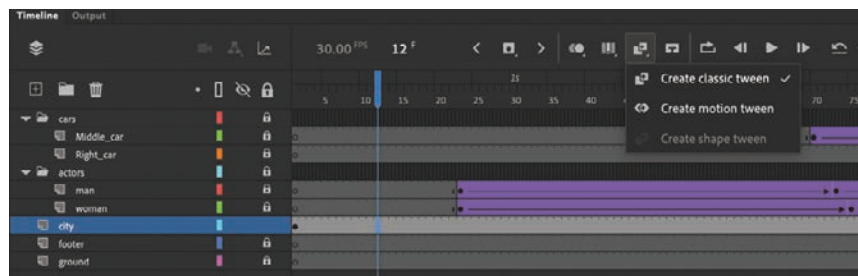 Timeline Output
30.00 FPS 12 F
2s
5 10 15 20 25 30 35 40 70 75
Create classic tween
Create motion tween
Create shape tween
cars
Middle_car
Right_car
actors
man
women
city
footer
ground